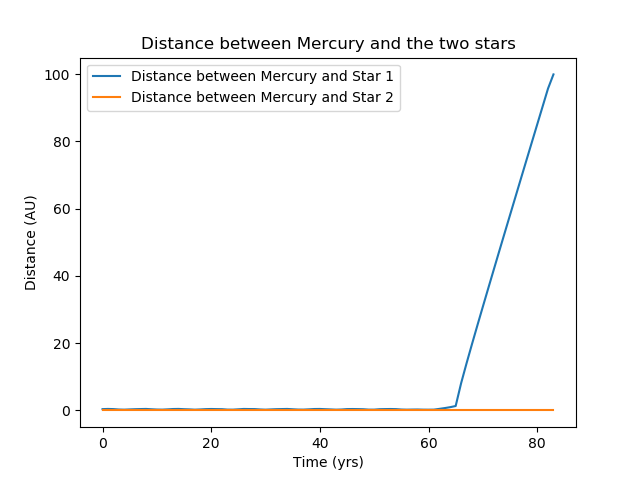 Distance between Mercury and the two stars
Distance between Mercury and Star 1
Distance between Mercury and Star 2
Distance (AU)
100
80
60
40
20
0
0 20 40 60 80
Time (yrs)